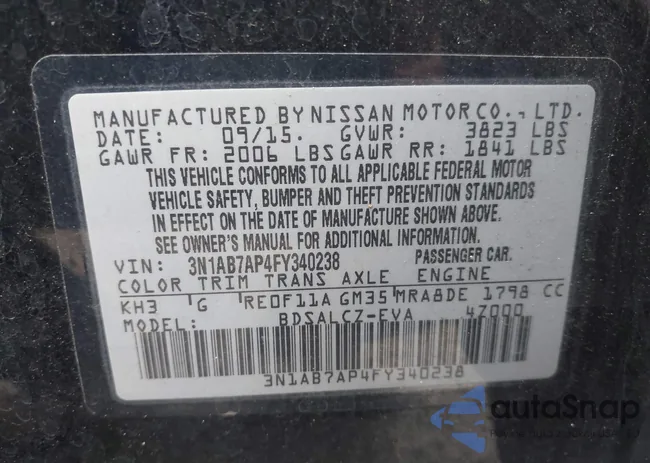 MANUFACTURED BY NISSAN MOTOR CO., LTD.
DATE: 09/15. GVWR: 3823 LBS
GAWR FR: 2006 LBS GAWR RR: 1841 LBS
THIS VEHICLE CONFORMS TO ALL APPLICABLE FEDERAL MOTOR
VEHICLE SAFETY, BUMPER AND THEFT PREVENTION STANDARDS
IN EFFECT ON THE DATE OF MANUFACTURE SHOWN ABOVE.
SEE OWNER'S MANUAL FOR ADDITIONAL INFORMATION.
VIN: 3N1AB7AP4FY340238 PASSENGER CAR.
COLOR TRIM TRANS AXLE ENGINE
KH3 G RE0F11A GM35 MRA8DE 1798 CC
MODEL: BDSALCZ-EVA 4Z000
3N1AB7AP4FY340238
autoSnap